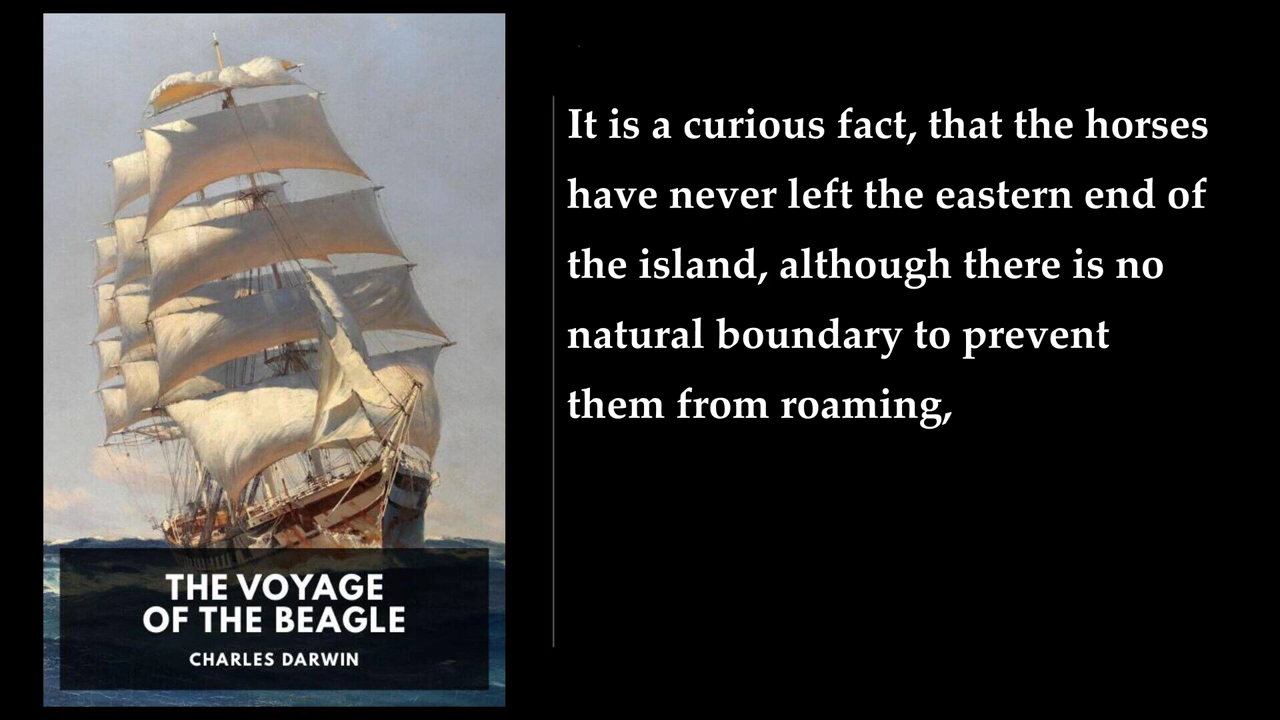 THE VOYAGE
OF THE BEAGLE
CHARLES DARWIN
It is a curious fact, that the horses
have never left the eastern end of
the island, although there is no
natural boundary to prevent
them from roaming,